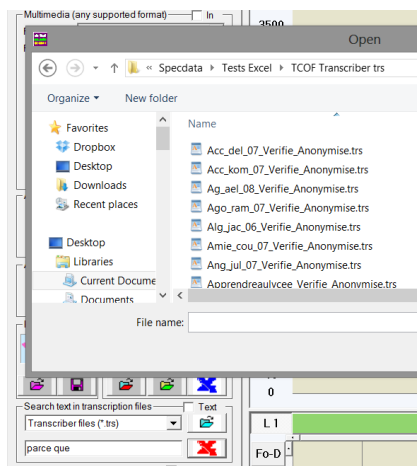 Multimedia (any supported format)
In
3500
Open
« Specdata
Tests Excel
TCOF Transcriber trs
Organize
New folder
Favorites
Dropbox
Desktop
Downloads
Recent places
Desktop
Libraries
Current Docume
Documents
Name
Acc_del_07_Verifie_Anonymise.trs
Acc_kom_07_Verifie_Anonymise.trs
Ag_ael_08_Verifie_Anonymise.trs
Ago_ram_07_Verifie_Anonymise.trs
Alg_jac_06_Verifie_Anonymise.trs
Amie_cou_07_Verifie_Anonymise.trs
Ang_jul_07_Verifie_Anonymise.trs
Apprendreaulycee_Verifie_Anonymise.trs
File name:
0
Search text in transcription files
Text
Transcriber files (*.trs)
L 1
parce que
Fo-D